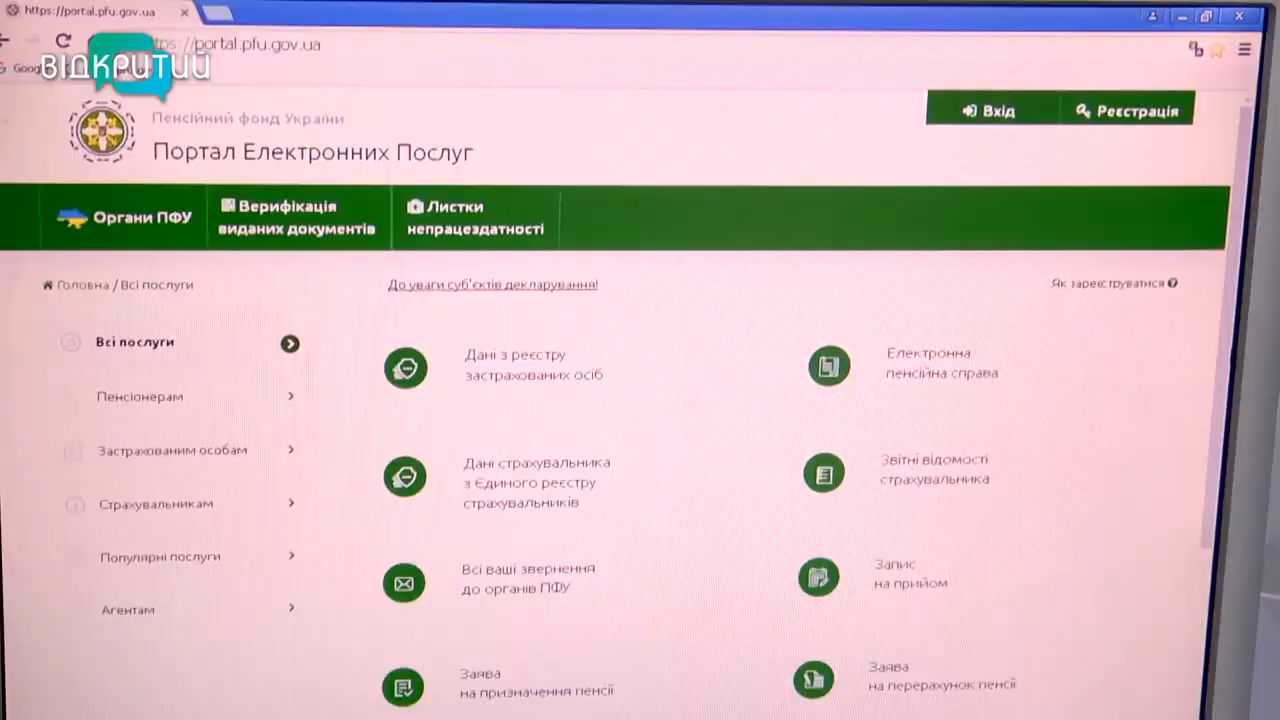 https://portal.pfu.gov.ua
://portal.pfu.gov.ua
Goog
ВІДКРИТИЙ
Пенсійний фонд України
Портал Електронних Послуг
Вхід
Реєстрація
Органи ПФУ
Верифікація
виданих документів
Листки
непрацездатності
Головна / Всі послуги
До уваги суб'єктів декларування!
Як зареєструватися
Всі послуги
Пенсіонерам
Застрахованим особам
Страхувальникам
Популярні послуги
Агентам
Дані з реєстру
застрахованих осіб
Електронна
пенсійна справа
Дані страхувальника
з Єдиного реєстру
страхувальників
Звітні відомості
страхувальника
Всі ваші звернення
до органів ПФУ
Запис
на прийом
Заява
на призначення пенсії
Заява
на перерахунок пенсії